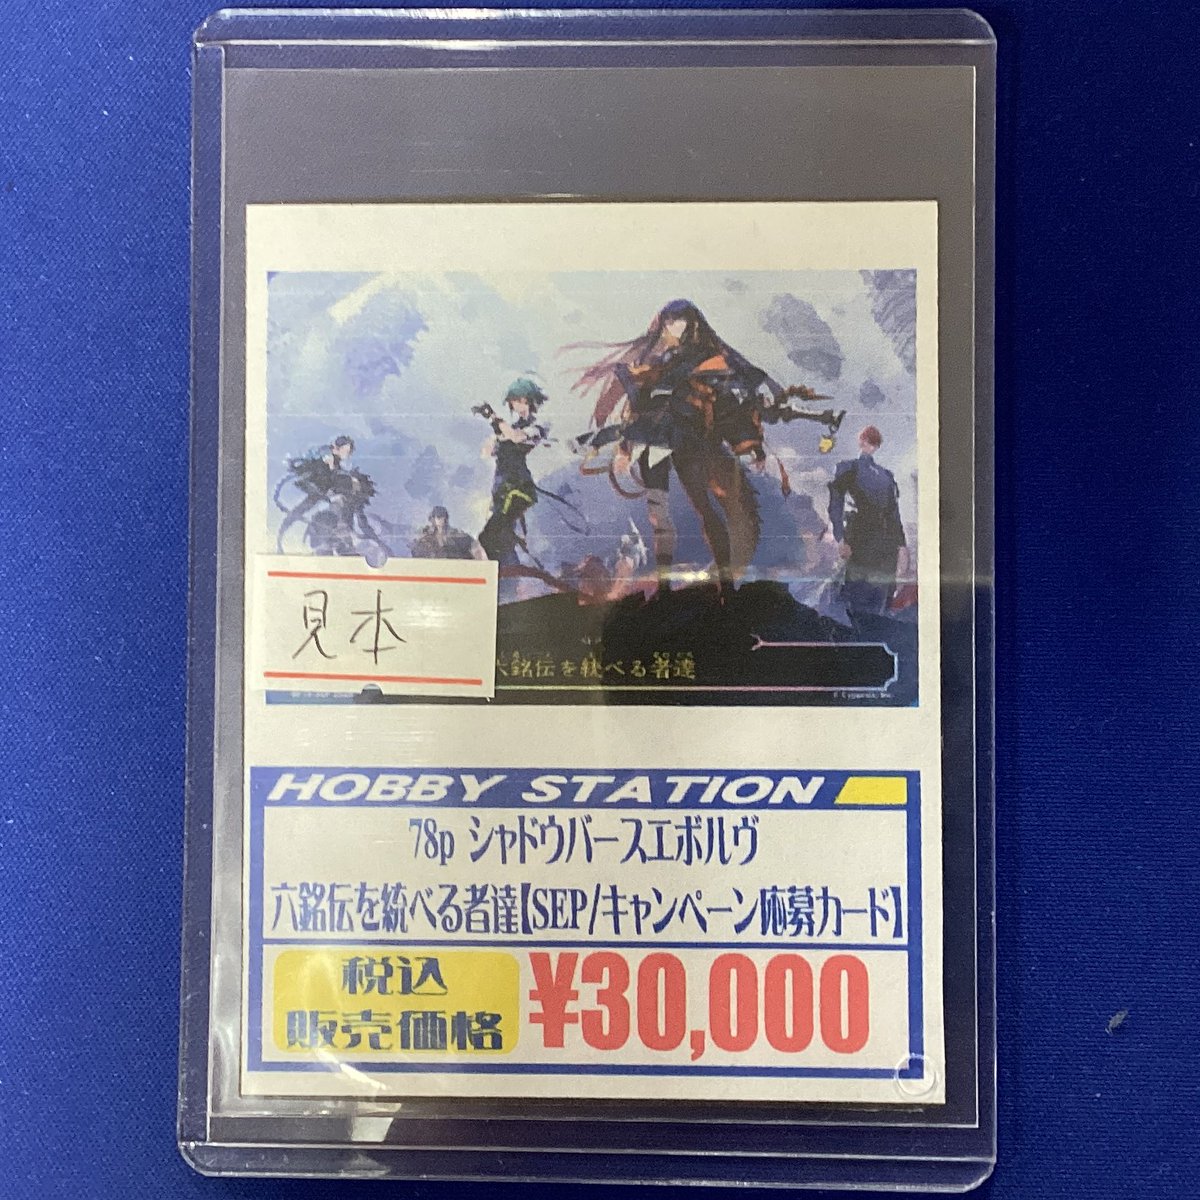 見本
銘伝を統べる者達
© Cygames, Inc.
HOBBY STATION
78p シャドウバースエボルヴ
六銘伝を統べる者達【SEP/キャンペーン応募カード】
税込
販売価格
¥30,000